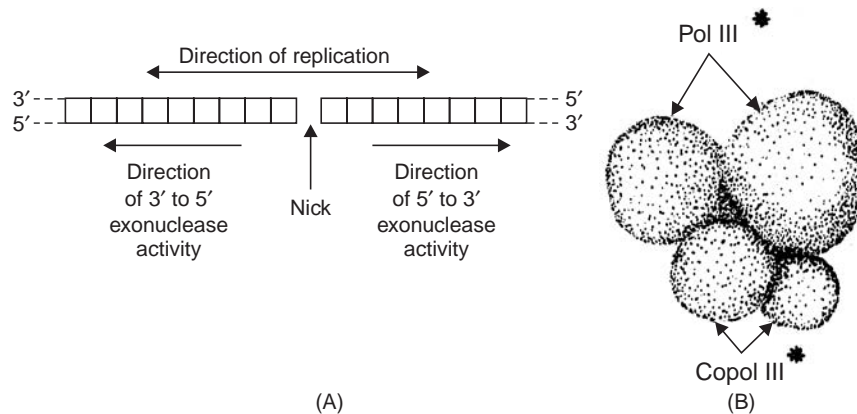 Direction of replication
3′ 5′
5′ 3′
Direction
of 3′ to 5′
exonuclease
activity
Nick
Direction
of 5′ to 3′
exonuclease
activity
(A)
Pol III *
Copol III *
(B)